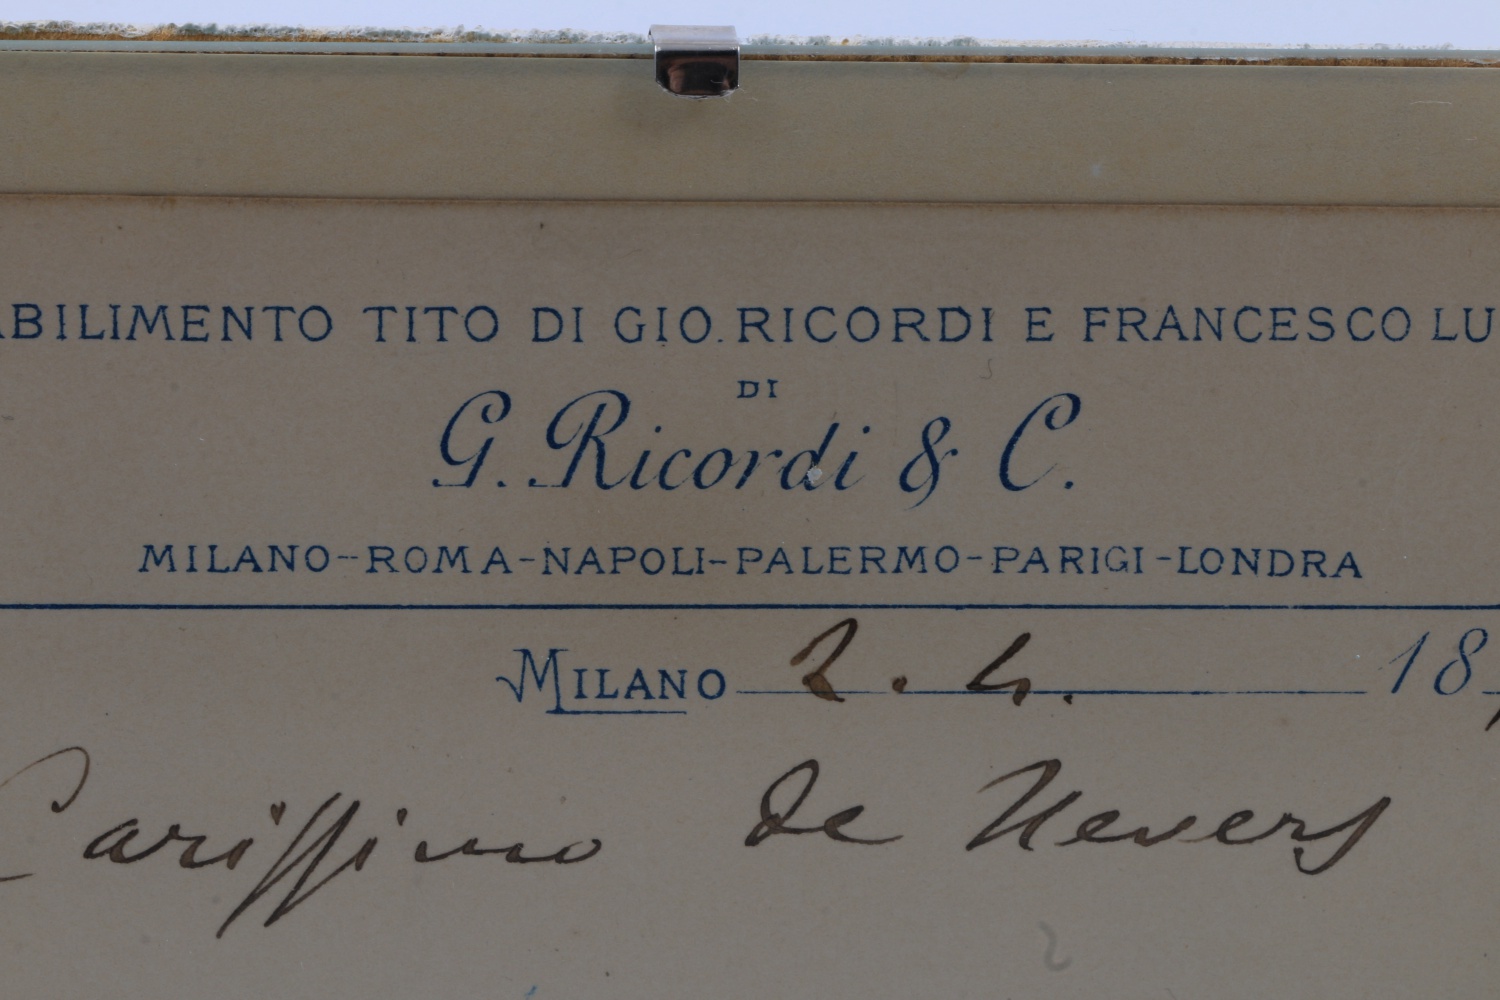 ABILIMENTO TITO DI GIO. RICORDI E FRANCESCO LU
DI
G. Ricordi & C.
MILANO--ROMA-NAPOLI-PALERMO-PARIGI-LONDRA
MILANO 2. 4. 18
Carissimo de Nevers